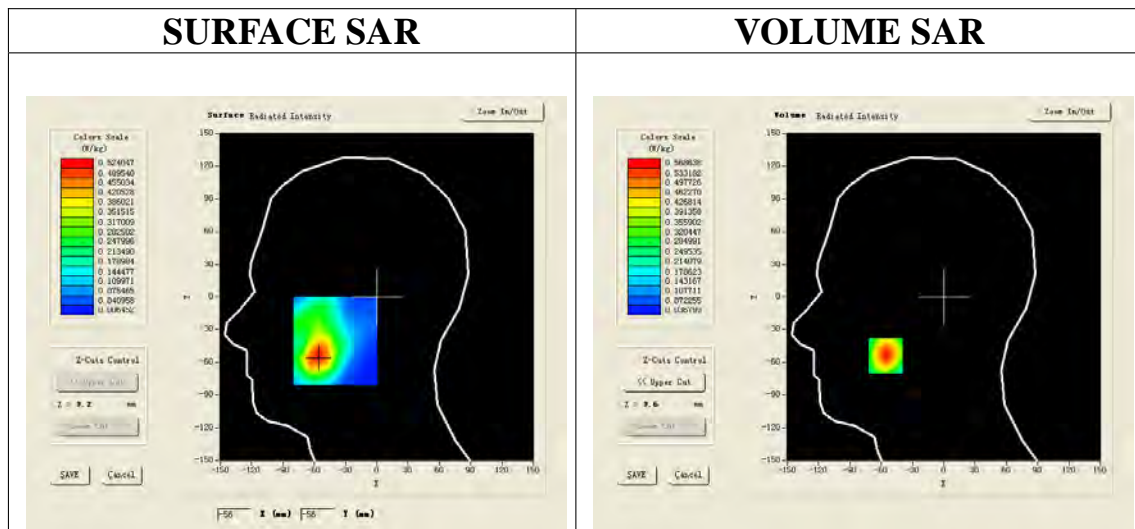 SURFACE SAR
VOLUME SAR
Surface Radiated Intensity
Zoom In/Out
Colors Scale
(W/kg)
0.524047
0.489540
0.455034
0.420528
0.386021
0.351515
0.317009
0.282502
0.247996
0.213490
0.178984
0.144477
0.109971
0.075465
0.040958
0.006452
150
120
90
60
30
0
-30
-60
-90
-120
-150
-150 -120 -90 -60 -30 0 30 60 90 120 150
Z-Cuts Control
mm
SAVE
Cancel
-56 X (mm) -56 Y (mm)
Volume Radiated Intensity
Zoom In/Out
Colors Scale
(W/kg)
0.568638
0.533182
0.497726
0.462270
0.426814
0.391358
0.355902
0.320447
0.284991
0.249535
0.214079
0.178623
0.143167
0.107711
0.072255
150
120
90
60
30
0
-30
-60
-90
-120
-150
-150 -120 -90 -60 -30 0 30 60 90 120 150
Z-Cuts Control
<< Upper Cut
mm
SAVE
Cancel